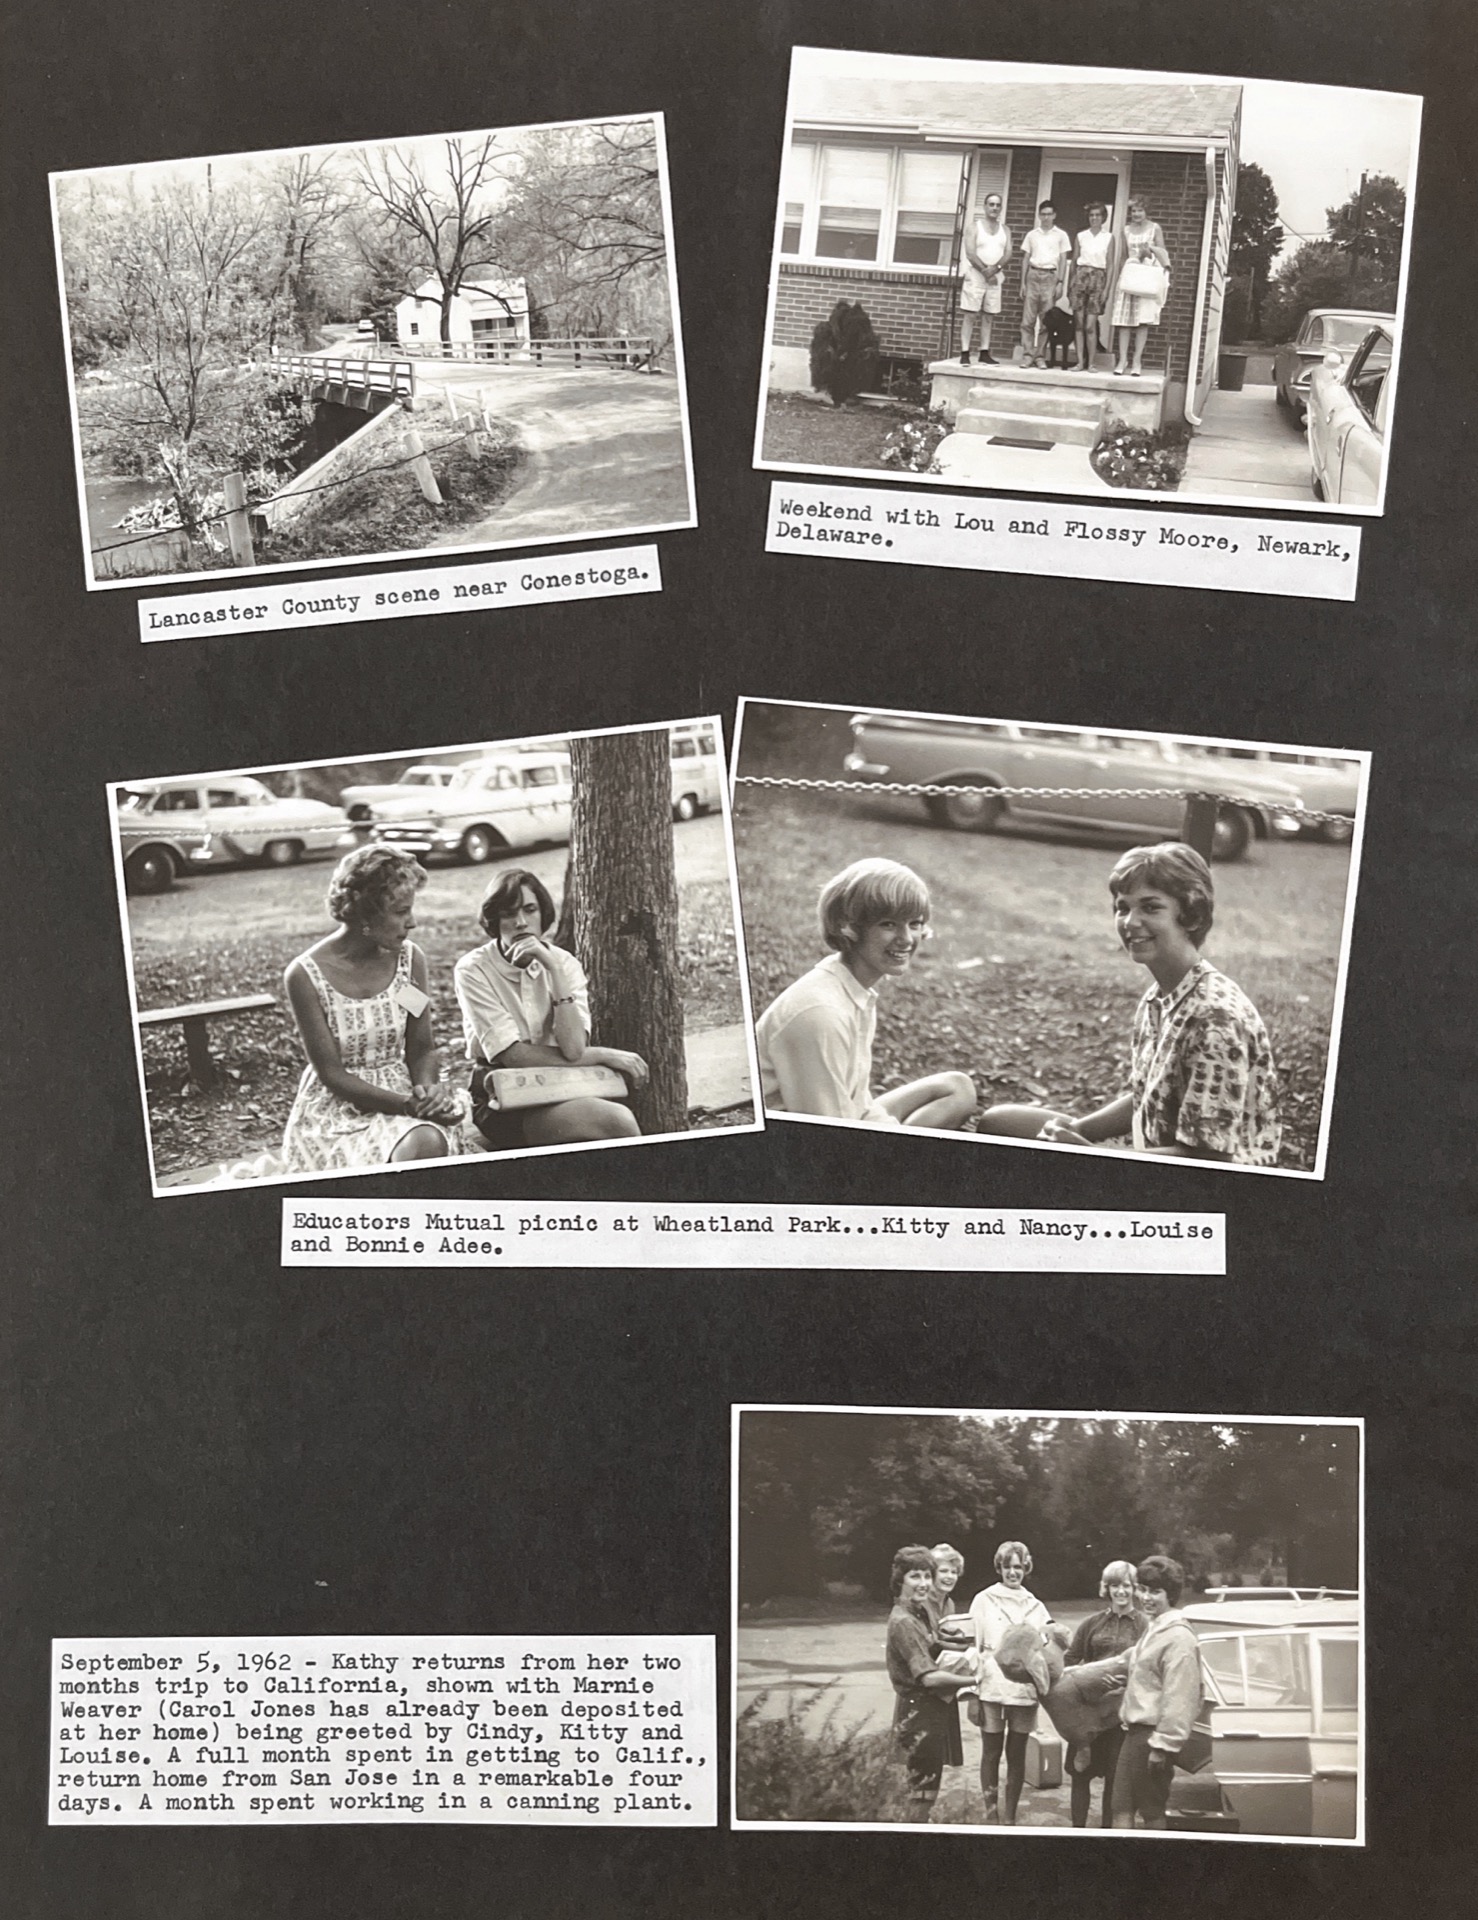 Lancaster County scene near Conestoga.
Weekend with Lou and Flossy Moore, Newark,
Delaware.
Educators Mutual picnic at Wheatland Park...Kitty and Nancy...Louise
and Bonnie Adee.
September 5, 1962 - Kathy returns from her two
months trip to California, shown with Marnie
Weaver (Carol Jones has already been deposited
at her home) being greeted by Cindy, Kitty and
Louise. A full month spent in getting to Calif.,
return home from San Jose in a remarkable four
days. A month spent working in a canning plant.